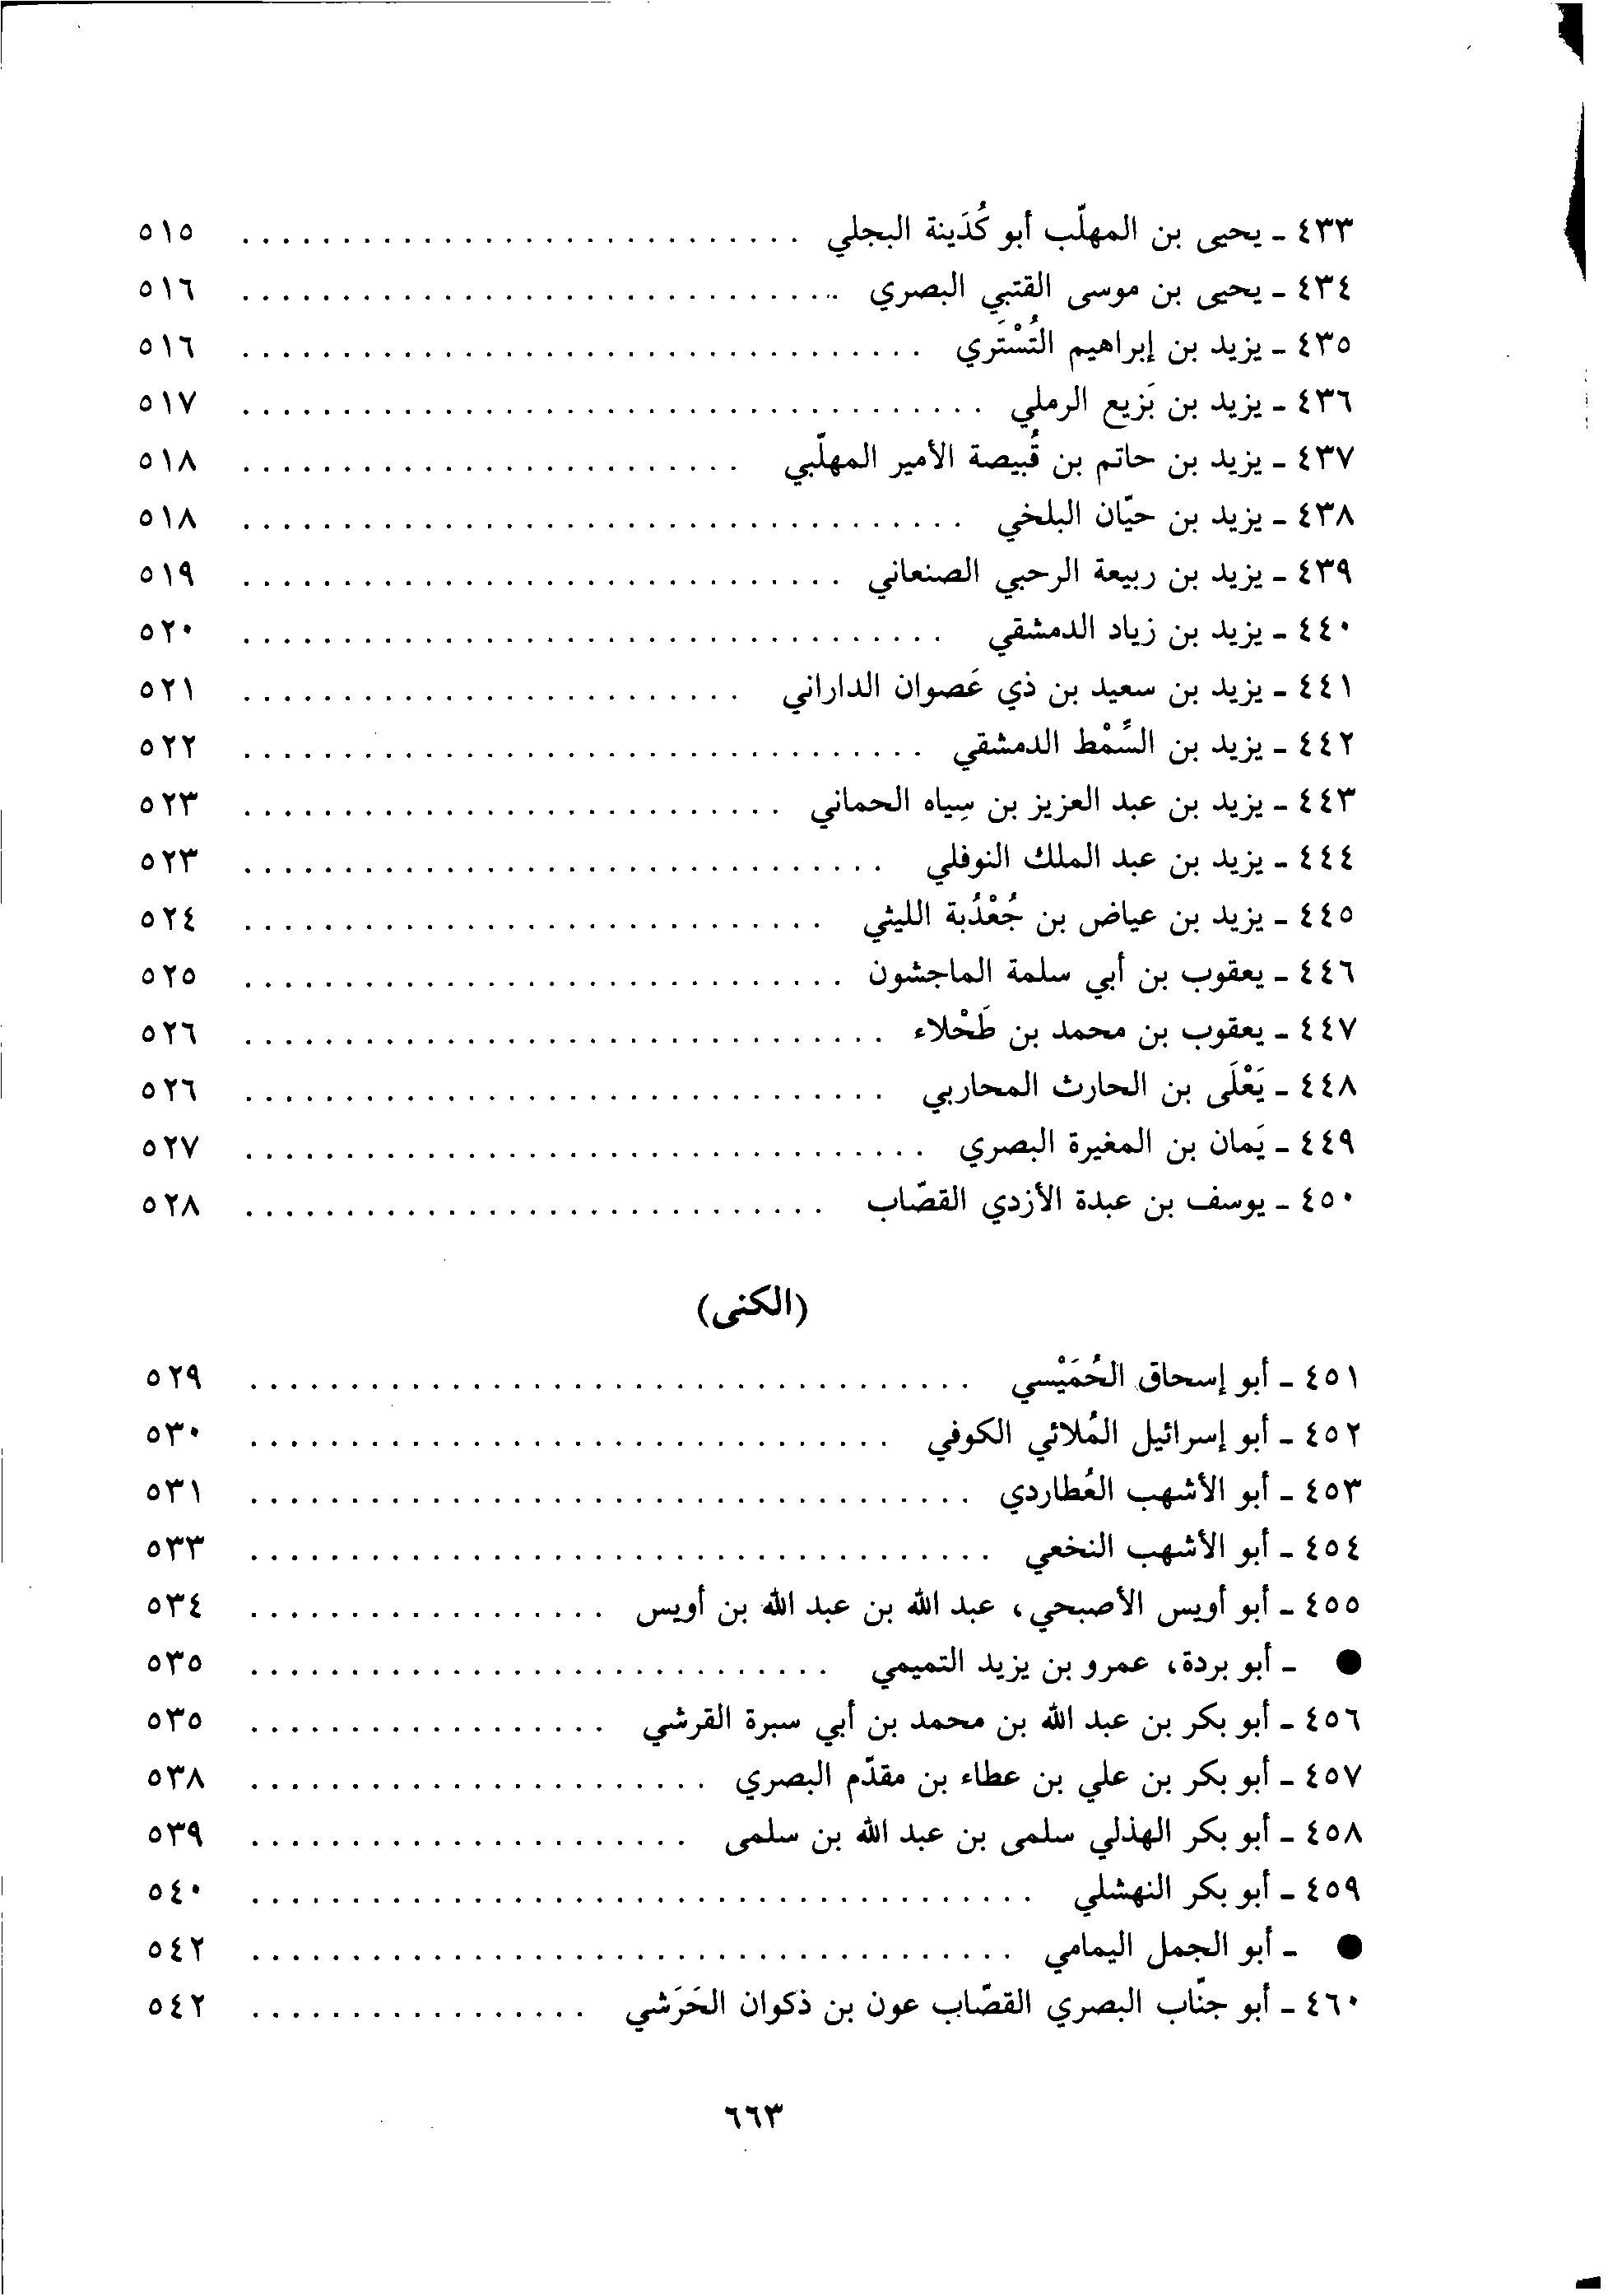 ٤٣٣ - يحيى بن المهلّب أبو كُدَينة البجلي ............................ ٥١٥
٤٣٤ - يحيى بن موسى القتبي البصري .............................. ٥١٦
٤٣٥ - يزيد بن إبراهيم التُسْتَري .................................. ٥١٦
٤٣٦ - يزيد بن بَزيع الرملي ..................................... ٥١٧
٤٣٧ - يزيد بن حاتم بن قُبيصة الأمير المهلّبي ......................... ٥١٨
٤٣٨ - يزيد بن حيّان البلخي .................................... ٥١٨
٤٣٩ - يزيد بن ربيعة الرحبي الصنعاني .............................. ٥١٩
٤٤٠ - يزيد بن زياد الدمشقي ................................... ٥٢٠
٤٤١ - يزيد بن سعيد بن ذي عَصوان الداراني ......................... ٥٢١
٤٤٢ - يزيد بن السِّمْط الدمشقي .................................. ٥٢٢
٤٤٣ - يزيد بن عبد العزيز بن سِياه الحماني ........................... ٥٢٣
٤٤٤ - يزيد بن عبد الملك النوفلي ................................ ٥٢٣
٤٤٥ - يزيد بن عياض بن جُعْدُبة الليثي ............................. ٥٢٤
٤٤٦ - يعقوب بن أبي سلمة الماجشون .............................. ٥٢٥
٤٤٧ - يعقوب بن محمد بن طَحْلاء ................................ ٥٢٦
٤٤٨ - يَعْلَى بن الحارث المحاربي ................................ ٥٢٦
٤٤٩ - يَمان بن المغيرة البصري .................................. ٥٢٧
٤٥٠ - يوسف بن عبدة الأزدي القصّاب ............................. ٥٢٨
(الكنى)
٤٥١ - أبو إسحاق الحُمَيْسي .................................... ٥٢٩
٤٥٢ - أبو إسرائيل المُلائي الكوفي ................................ ٥٣٠
٤٥٣ - أبو الأشهب العُطاردي .................................... ٥٣١
٤٥٤ - أبو الأشهب النخعي ..................................... ٥٣٣
٤٥٥ - أبو أويس الأصبحي، عبد الله بن عبد الله بن أويس .................. ٥٣٤
● - أبو بردة، عمرو بن يزيد التميمي ............................. ٥٣٥
٤٥٦ - أبو بكر بن عبد الله بن محمد بن أبي سبرة القرشي .................. ٥٣٥
٤٥٧ - أبو بكر بن علي بن عطاء بن مقدّم البصري ....................... ٥٣٨
٤٥٨ - أبو بكر الهذلي سلمى بن عبد الله بن سلمى ...................... ٥٣٩
٤٥٩ - أبو بكر النهشلي ....................................... ٥٤٠
● - أبو الجمل اليمامي ...................................... ٥٤٢
٤٦٠ - أبو جنّاب البصري القصّاب عون بن ذكوان الحَرَشي ................. ٥٤٢
٦٦٣